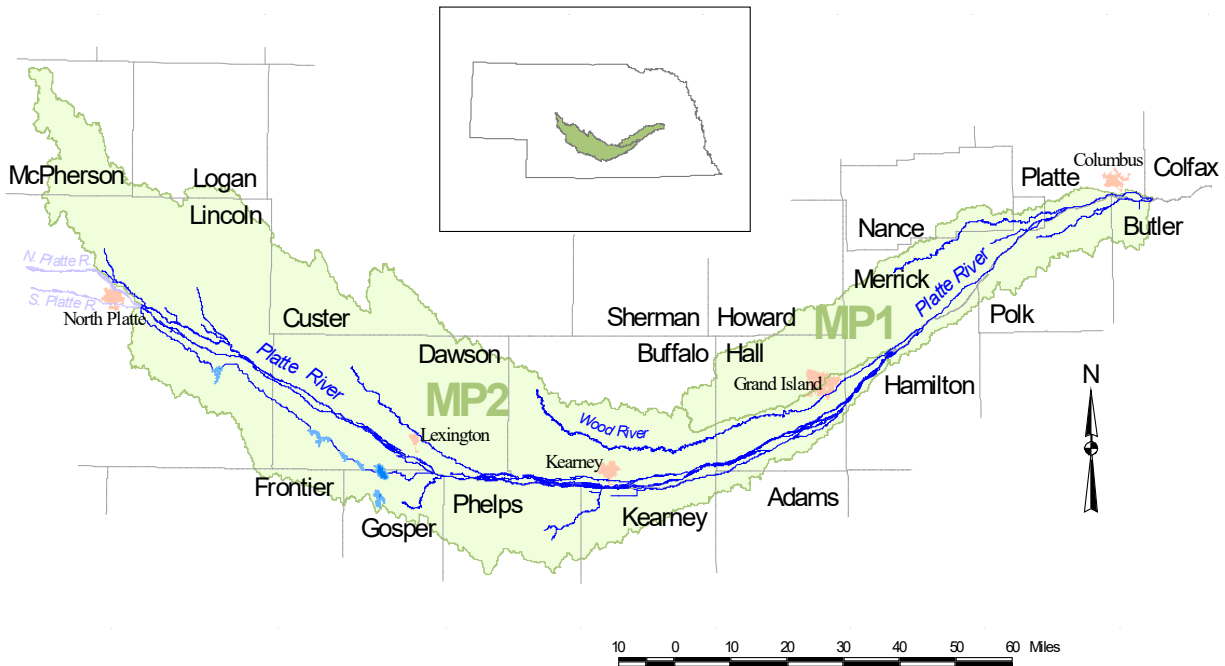 McPherson
Logan
Lincoln
N. Platte R.
S. Platte R.
North Platte
Custer
Platte River
Dawson
MP2
Lexington
Frontier
Gosper
Phelps
Sherman
Howard
Buffalo
Hall
MP1
Grand Island
Wood River
Kearney
Kearney
Adams
Hamilton
Polk
Merrick
Platte River
Nance
Platte
Columbus
Colfax
Butler
N
10 0 10 20 30 40 50 60 Miles